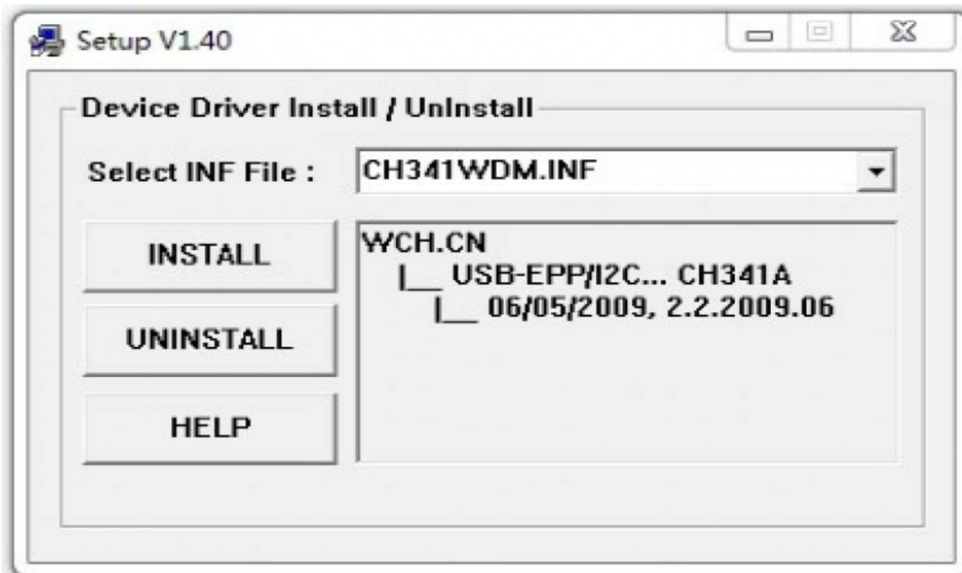 Setup V1.40
Device Driver Install / UnInstall
Select INF File :
CH341WDM.INF
INSTALL
UNINSTALL
HELP
WCH.CN
|__ USB-EPP/I2C... CH341A
|__ 06/05/2009, 2.2.2009.06